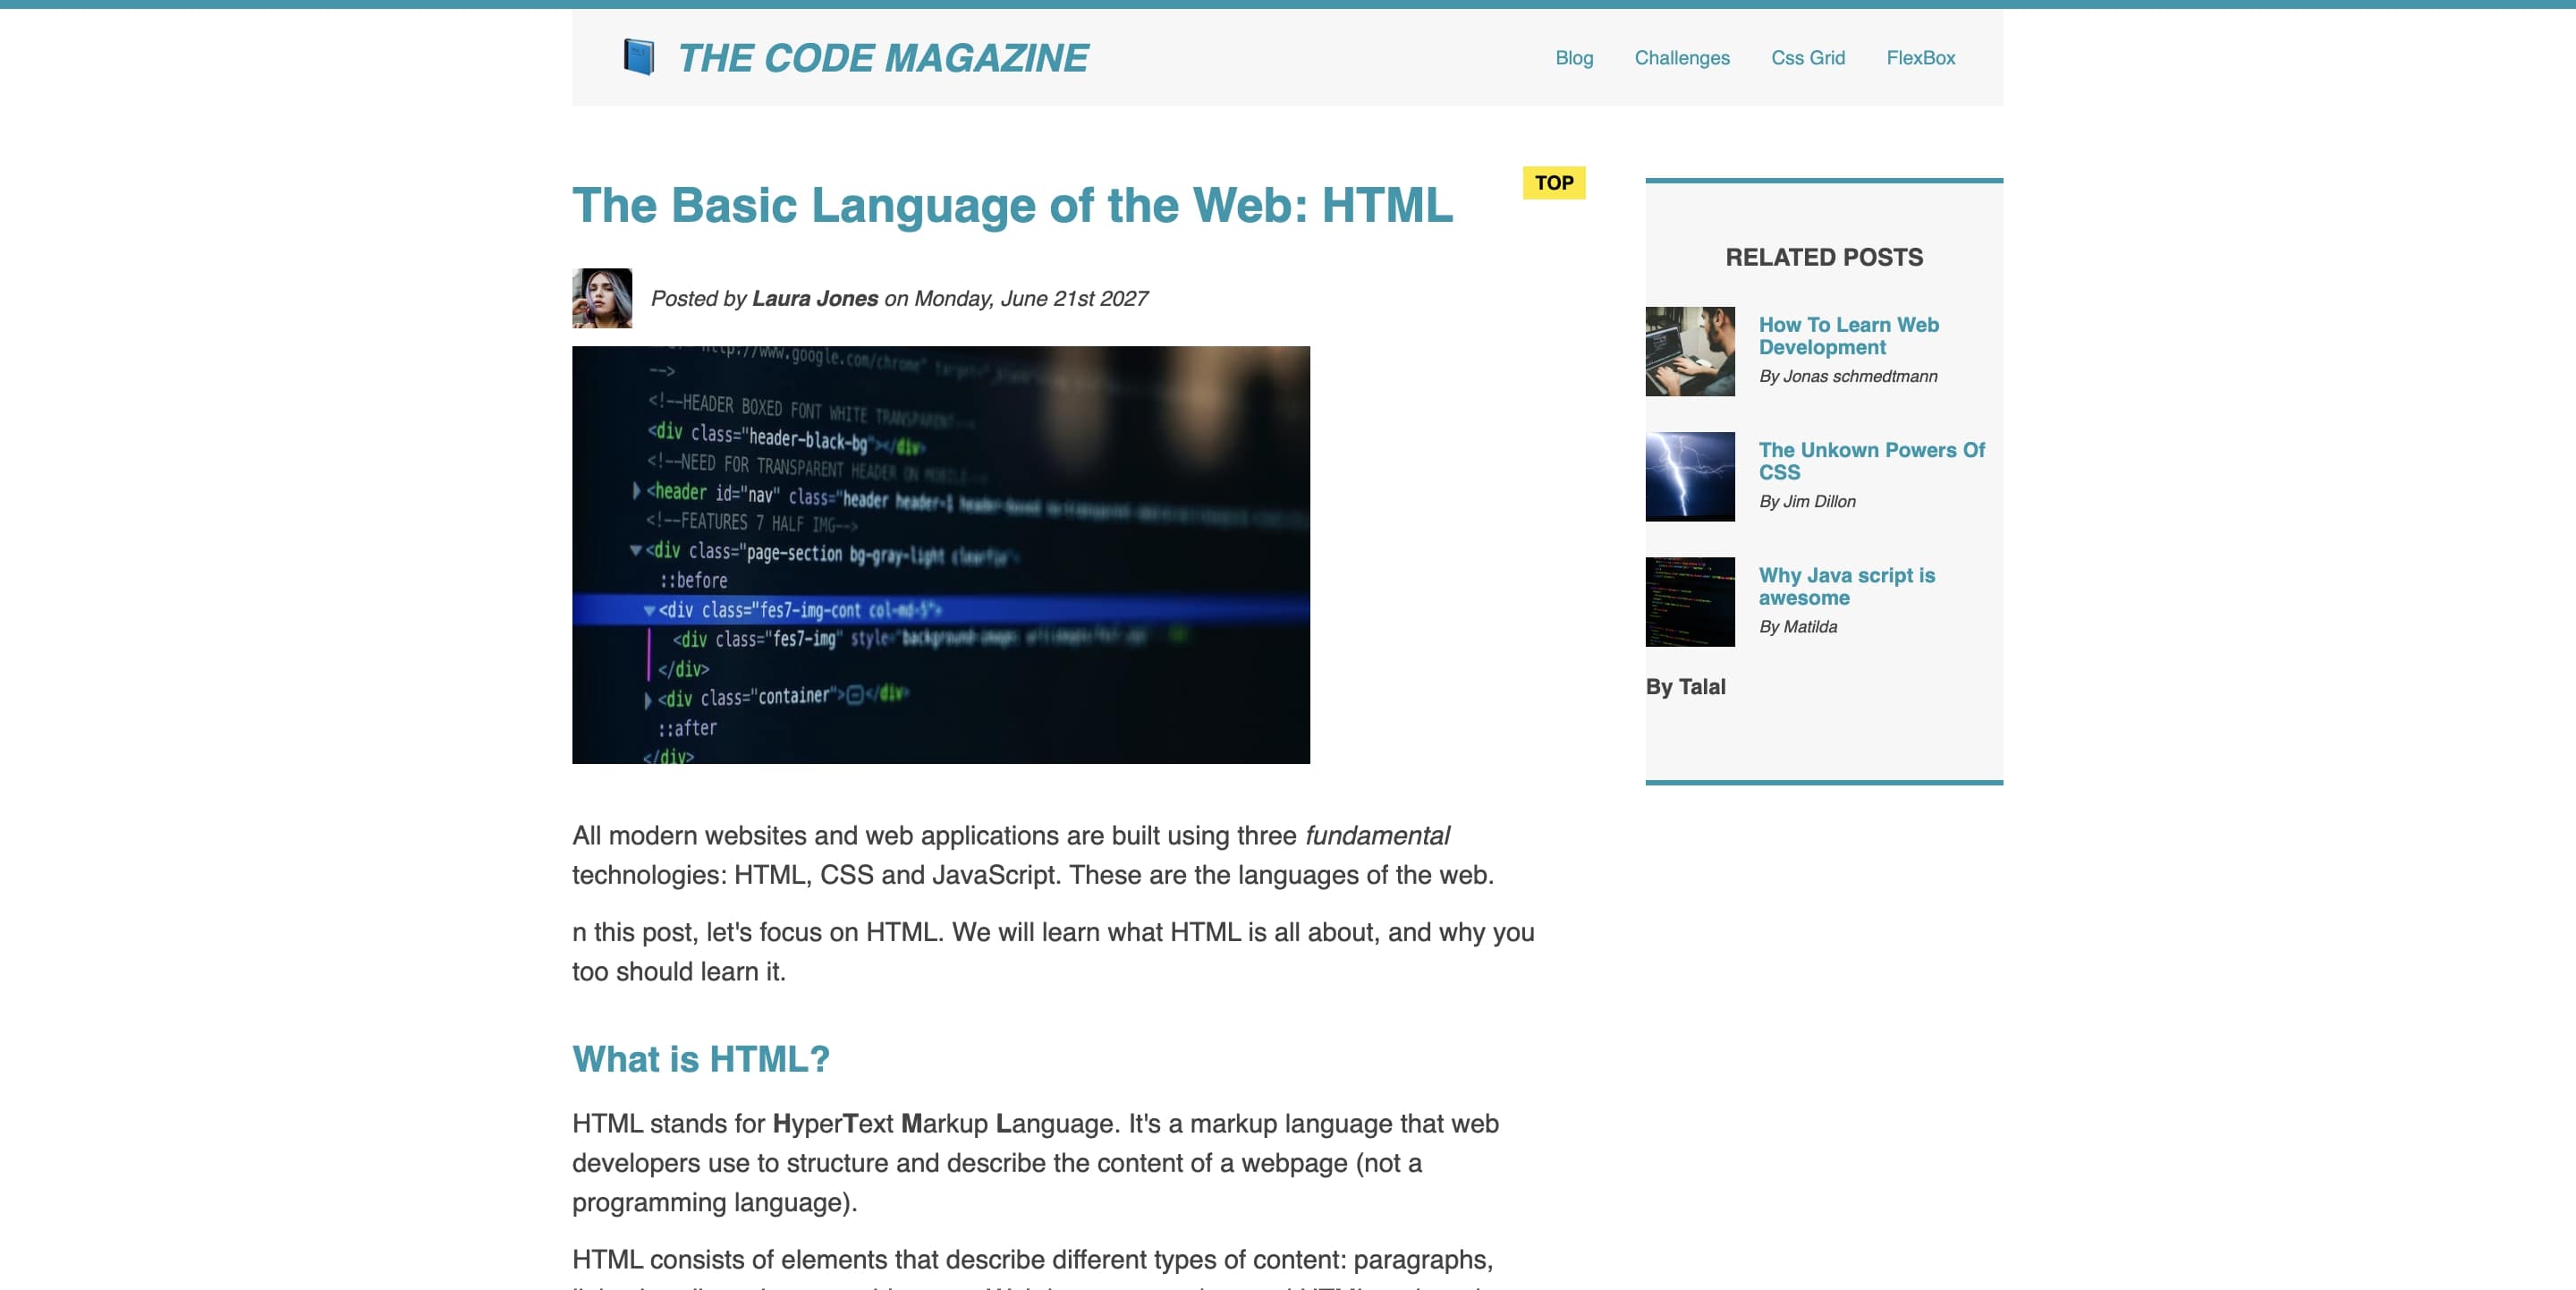 THE CODE MAGAZINE
Blog Challenges Css Grid FlexBox
The Basic Language of the Web: HTML
TOP
Posted by Laura Jones on Monday, June 21st 2027
-->
<!--HEADER BOXED FONT WHITE TRANSPARENT-->
<div class="header-black-bg"></div>
<!--NEED FOR TRANSPARENT HEADER ON MOBILE-->
<header id="nav" class="header header-1 header-boxed
<!--FEATURES 7 HALF IMG-->
<div class="page-section bg-gray-light clearfix">
::before
<div class="fes7-img-cont col-md-5">
<div class="fes7-img" style="background-image:
</div>
<div class="container"></div>
::after
</div>
All modern websites and web applications are built using three fundamental
technologies: HTML, CSS and JavaScript. These are the languages of the web.
n this post, let's focus on HTML. We will learn what HTML is all about, and why you
too should learn it.
What is HTML?
HTML stands for HyperText Markup Language. It's a markup language that web
developers use to structure and describe the content of a webpage (not a
programming language).
HTML consists of elements that describe different types of content: paragraphs,
RELATED POSTS
How To Learn Web
Development
By Jonas schmedtmann
The Unkown Powers Of
CSS
By Jim Dillon
Why Java script is
awesome
By Matilda
By Talal